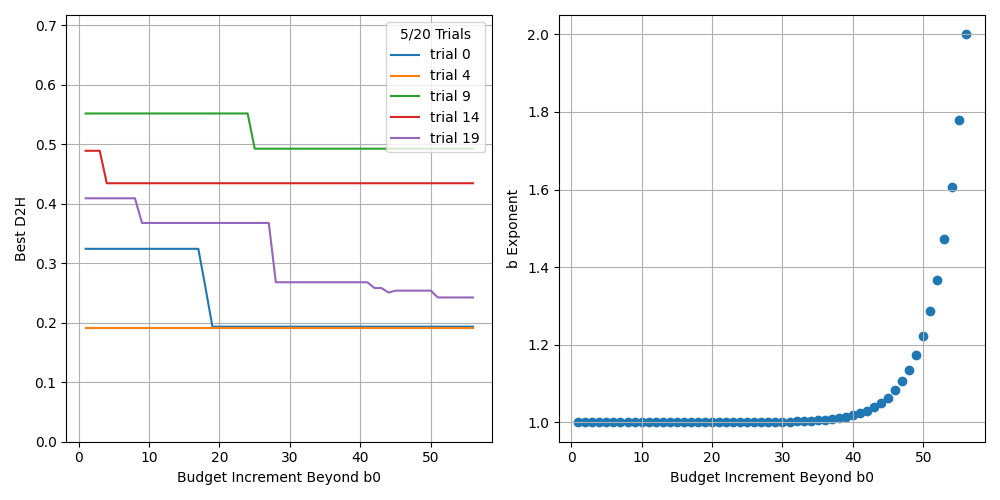 0.7
0.6
0.5
0.4
0.3
0.2
0.1
0.0
Best D2H
0 10 20 30 40 50
Budget Increment Beyond b0
5/20 Trials
trial 0
trial 4
trial 9
trial 14
trial 19
2.0
1.8
1.6
1.4
1.2
1.0
b Exponent
0 10 20 30 40 50
Budget Increment Beyond b0